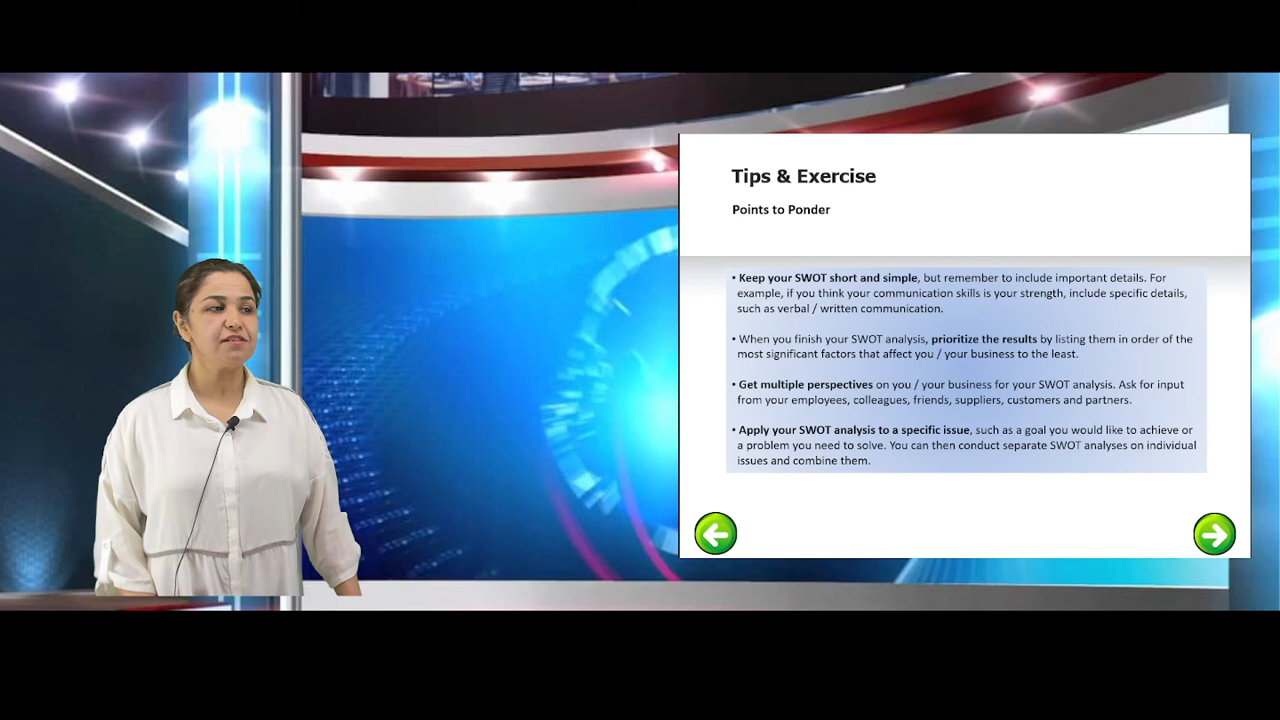 Tips & Exercise
Points to Ponder
• Keep your SWOT short and simple, but remember to include important details. For
example, if you think your communication skills is your strength, include specific details,
such as verbal / written communication.
• When you finish your SWOT analysis, prioritize the results by listing them in order of the
most significant factors that affect you / your business to the least.
• Get multiple perspectives on you / your business for your SWOT analysis. Ask for input
from your employees, colleagues, friends, suppliers, customers and partners.
• Apply your SWOT analysis to a specific issue, such as a goal you would like to achieve or
a problem you need to solve. You can then conduct separate SWOT analyses on individual
issues and combine them.